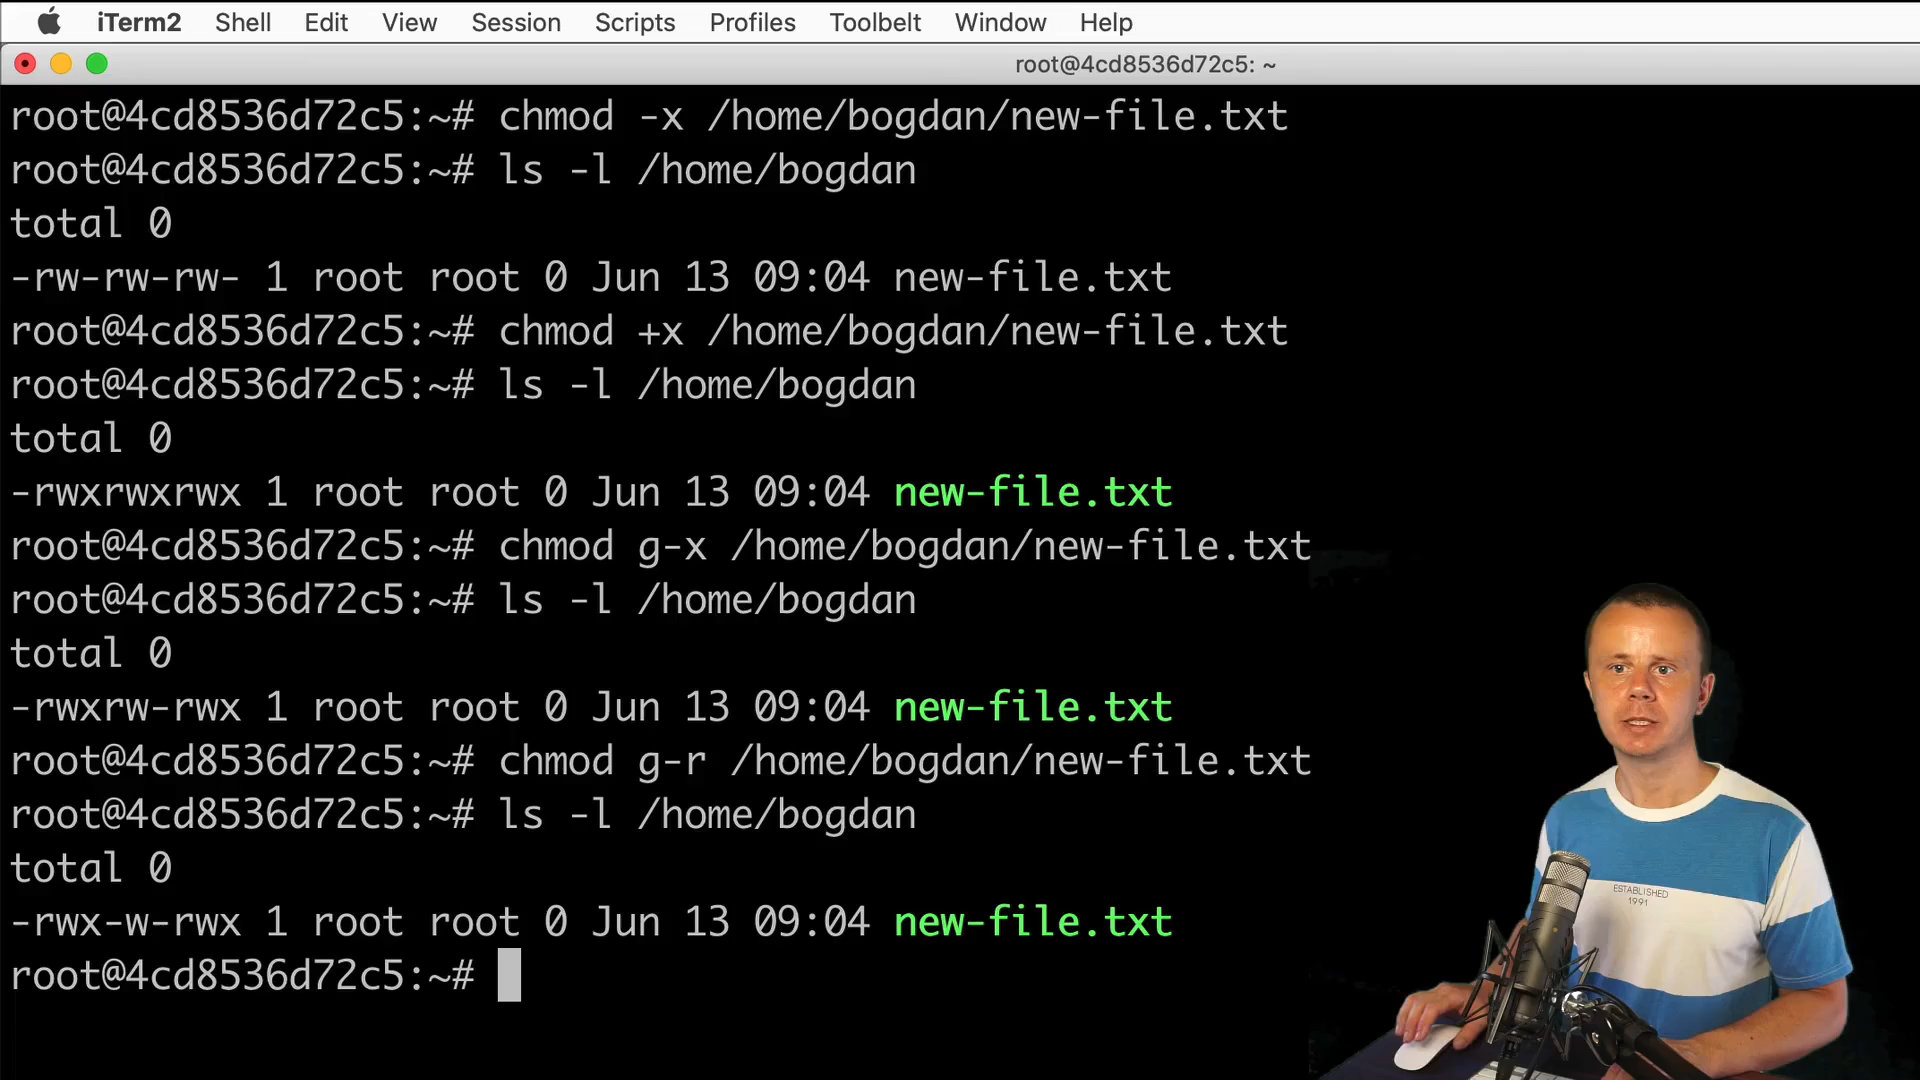 iTerm2 Shell Edit View Session Scripts Profiles Toolbelt Window Help
root@4cd8536d72c5: ~
root@4cd8536d72c5:~# chmod -x /home/bogdan/new-file.txt
root@4cd8536d72c5:~# ls -l /home/bogdan
total 0
-rw-rw-rw- 1 root root 0 Jun 13 09:04 new-file.txt
root@4cd8536d72c5:~# chmod +x /home/bogdan/new-file.txt
root@4cd8536d72c5:~# ls -l /home/bogdan
total 0
-rwxrwxrwx 1 root root 0 Jun 13 09:04 new-file.txt
root@4cd8536d72c5:~# chmod g-x /home/bogdan/new-file.txt
root@4cd8536d72c5:~# ls -l /home/bogdan
total 0
-rwxrw-rwx 1 root root 0 Jun 13 09:04 new-file.txt
root@4cd8536d72c5:~# chmod g-r /home/bogdan/new-file.txt
root@4cd8536d72c5:~# ls -l /home/bogdan
total 0
-rwx-w-rwx 1 root root 0 Jun 13 09:04 new-file.txt
root@4cd8536d72c5:~#
ESTABLISHED
1991